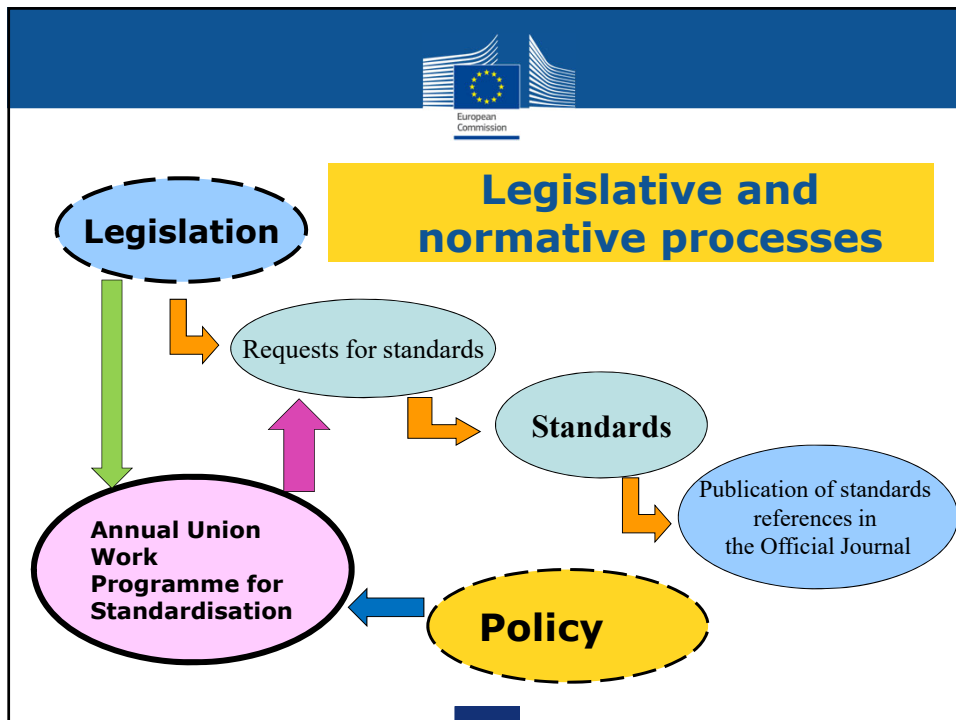 European
Commission
Legislative and
normative processes
Legislation
Requests for standards
Standards
Publication of standards
references in
the Official Journal
Annual Union
Work
Programme for
Standardisation
Policy